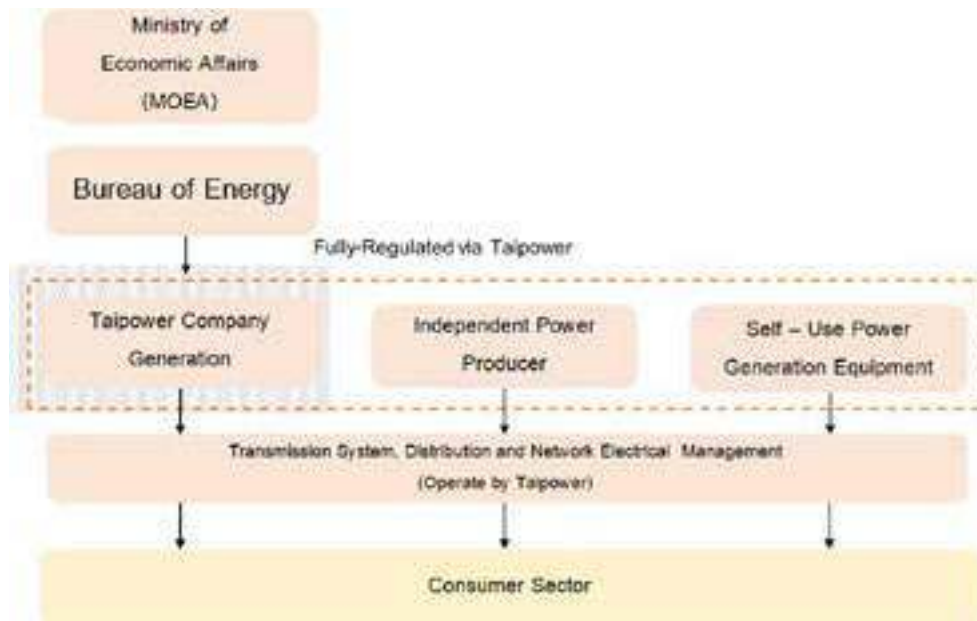 Ministry of
Economic Affairs
(MOEA)
Bureau of Energy
Fully-Regulated via Taipower
Taipower Company
Generation
Independent Power
Producer
Self – Use Power
Generation Equipment
Transmission System, Distribution and Network Electrical Management
(Operate by Taipower)
Consumer Sector